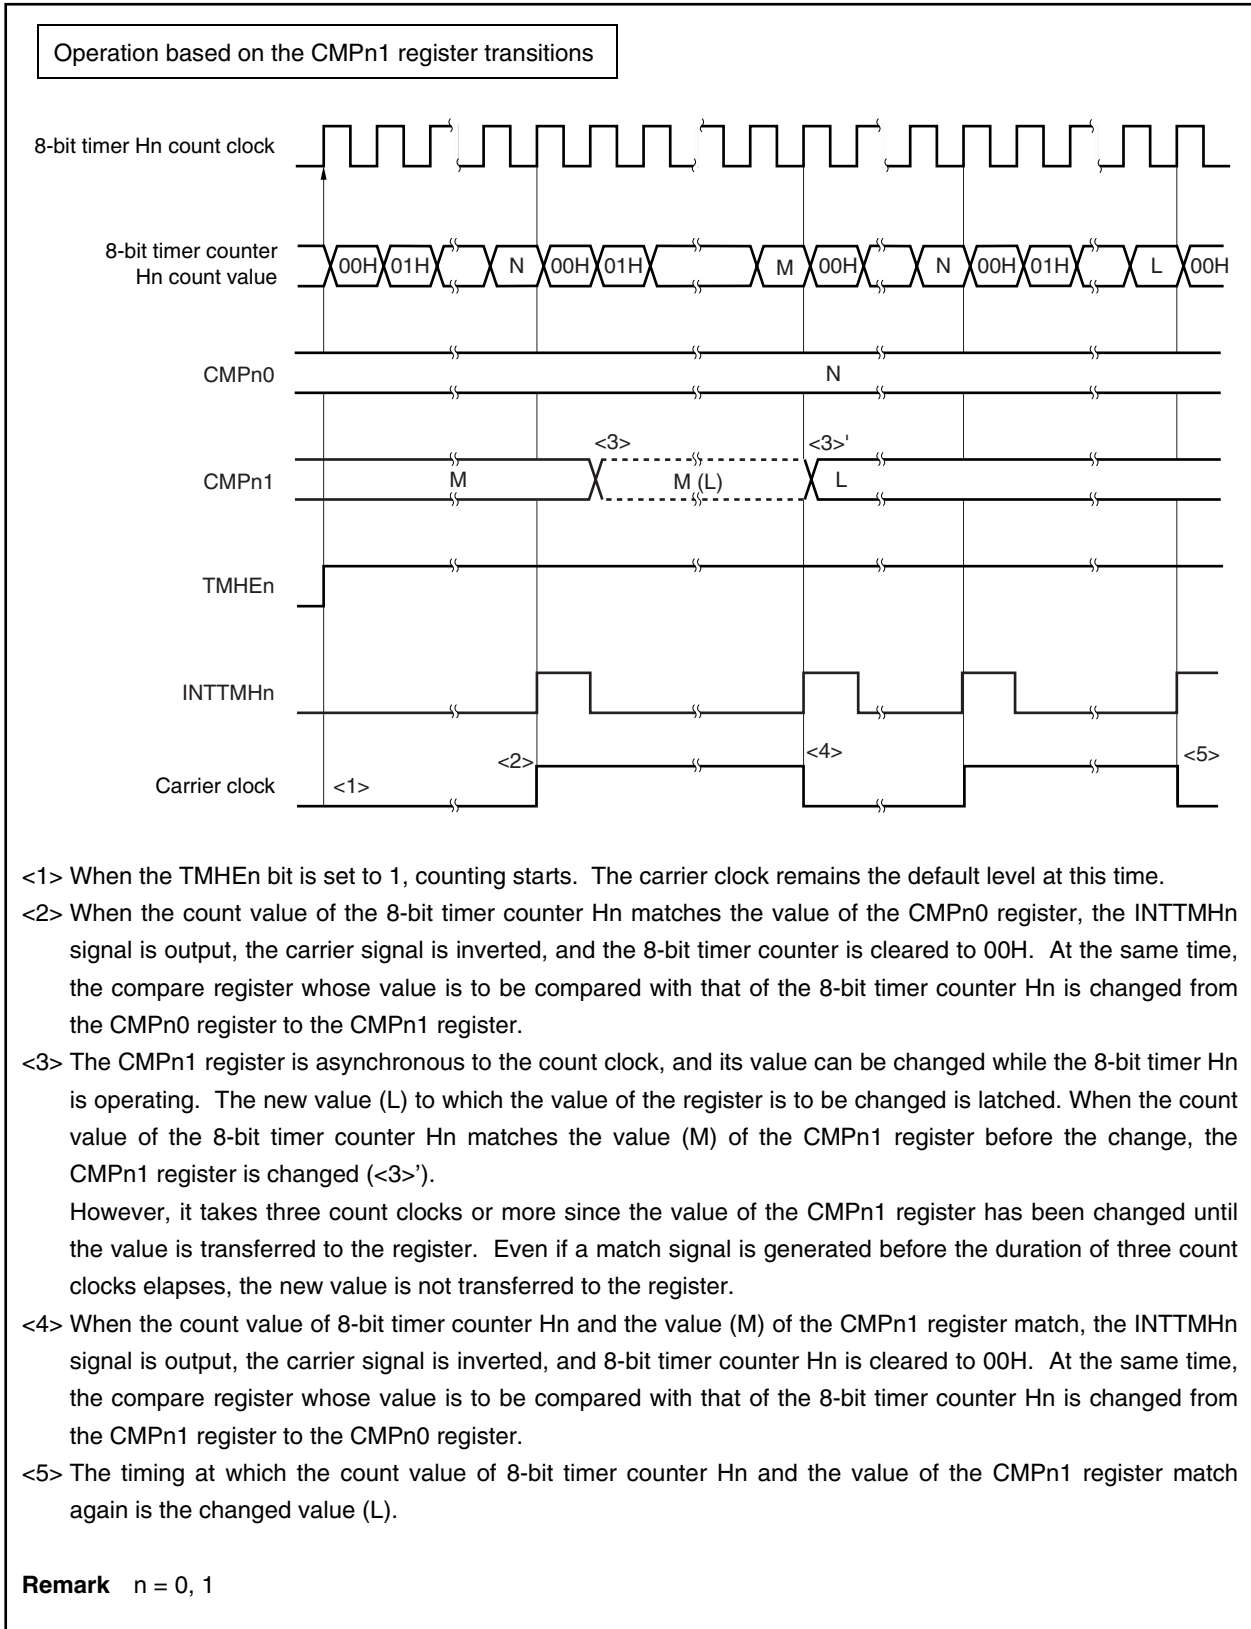 Operation based on the CMPn1 register transitions
8-bit timer Hn count clock
8-bit timer counter
Hn count value
00H 01H N 00H 01H M 00H N 00H 01H L 00H
CMPn0
N
<3> <3>'
CMPn1
M M (L) L
TMHEn
INTTMHn
<2> <4> <5>
Carrier clock
<1>
<1> When the TMHEn bit is set to 1, counting starts. The carrier clock remains the default level at this time.
<2> When the count value of the 8-bit timer counter Hn matches the value of the CMPn0 register, the INTTMHn
signal is output, the carrier signal is inverted, and the 8-bit timer counter is cleared to 00H. At the same time,
the compare register whose value is to be compared with that of the 8-bit timer counter Hn is changed from
the CMPn0 register to the CMPn1 register.
<3> The CMPn1 register is asynchronous to the count clock, and its value can be changed while the 8-bit timer Hn
is operating. The new value (L) to which the value of the register is to be changed is latched. When the count
value of the 8-bit timer counter Hn matches the value (M) of the CMPn1 register before the change, the
CMPn1 register is changed (<3>’).
However, it takes three count clocks or more since the value of the CMPn1 register has been changed until
the value is transferred to the register. Even if a match signal is generated before the duration of three count
clocks elapses, the new value is not transferred to the register.
<4> When the count value of 8-bit timer counter Hn and the value (M) of the CMPn1 register match, the INTTMHn
signal is output, the carrier signal is inverted, and 8-bit timer counter Hn is cleared to 00H. At the same time,
the compare register whose value is to be compared with that of the 8-bit timer counter Hn is changed from
the CMPn1 register to the CMPn0 register.
<5> The timing at which the count value of 8-bit timer counter Hn and the value of the CMPn1 register match
again is the changed value (L).
Remark n = 0, 1